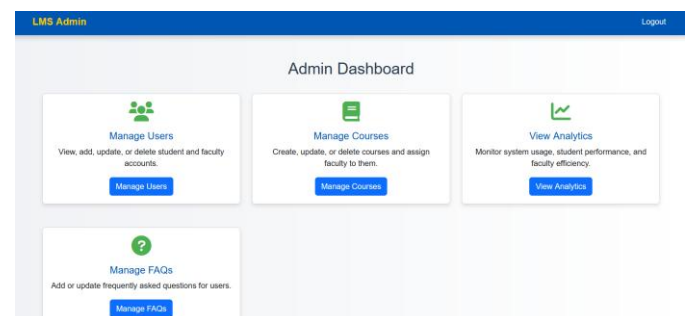 LMS Admin
Logout
Admin Dashboard
Manage Users
View, add, update, or delete student and faculty
accounts.
Manage Users
Manage Courses
Create, update, or delete courses and assign
faculty to them.
Manage Courses
View Analytics
Monitor system usage, student performance, and
faculty efficiency.
View Analytics
Manage FAQs
Add or update frequently asked questions for users.
Manage FAQs